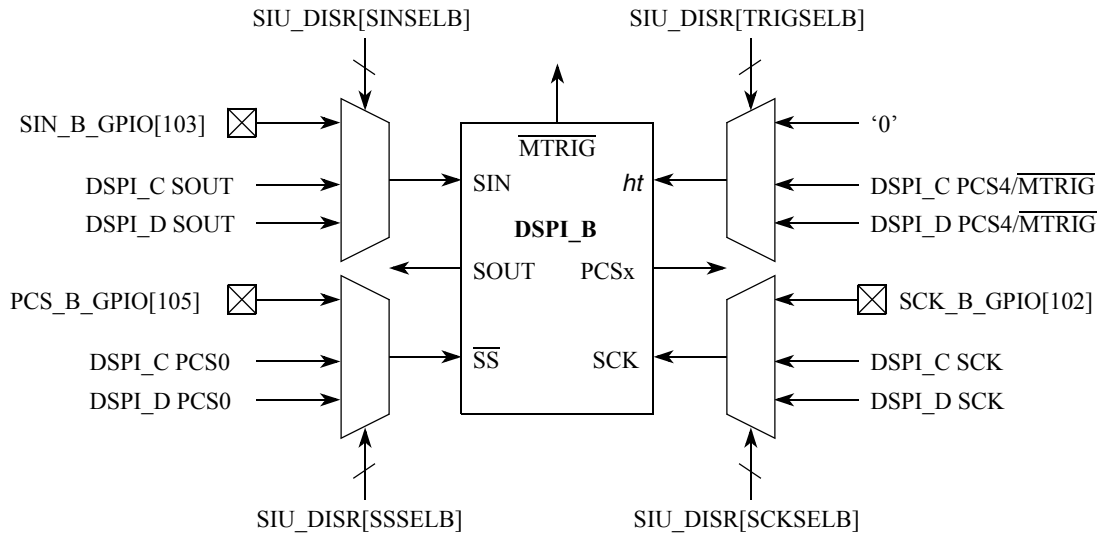 SIU_DISR[SINSELB] SIU_DISR[TRIGSELB]
SIN_B_GPIO[103]
DSPI_C SOUT
DSPI_D SOUT
MTRIG
SIN ht
DSPI_B
SOUT PCSx
SS SCK
‘0’
DSPI_C PCS4/MTRIG
DSPI_D PCS4/MTRIG
PCS_B_GPIO[105]
DSPI_C PCS0
DSPI_D PCS0
SCK_B_GPIO[102]
DSPI_C SCK
DSPI_D SCK
SIU_DISR[SSSELB] SIU_DISR[SCKSELB]